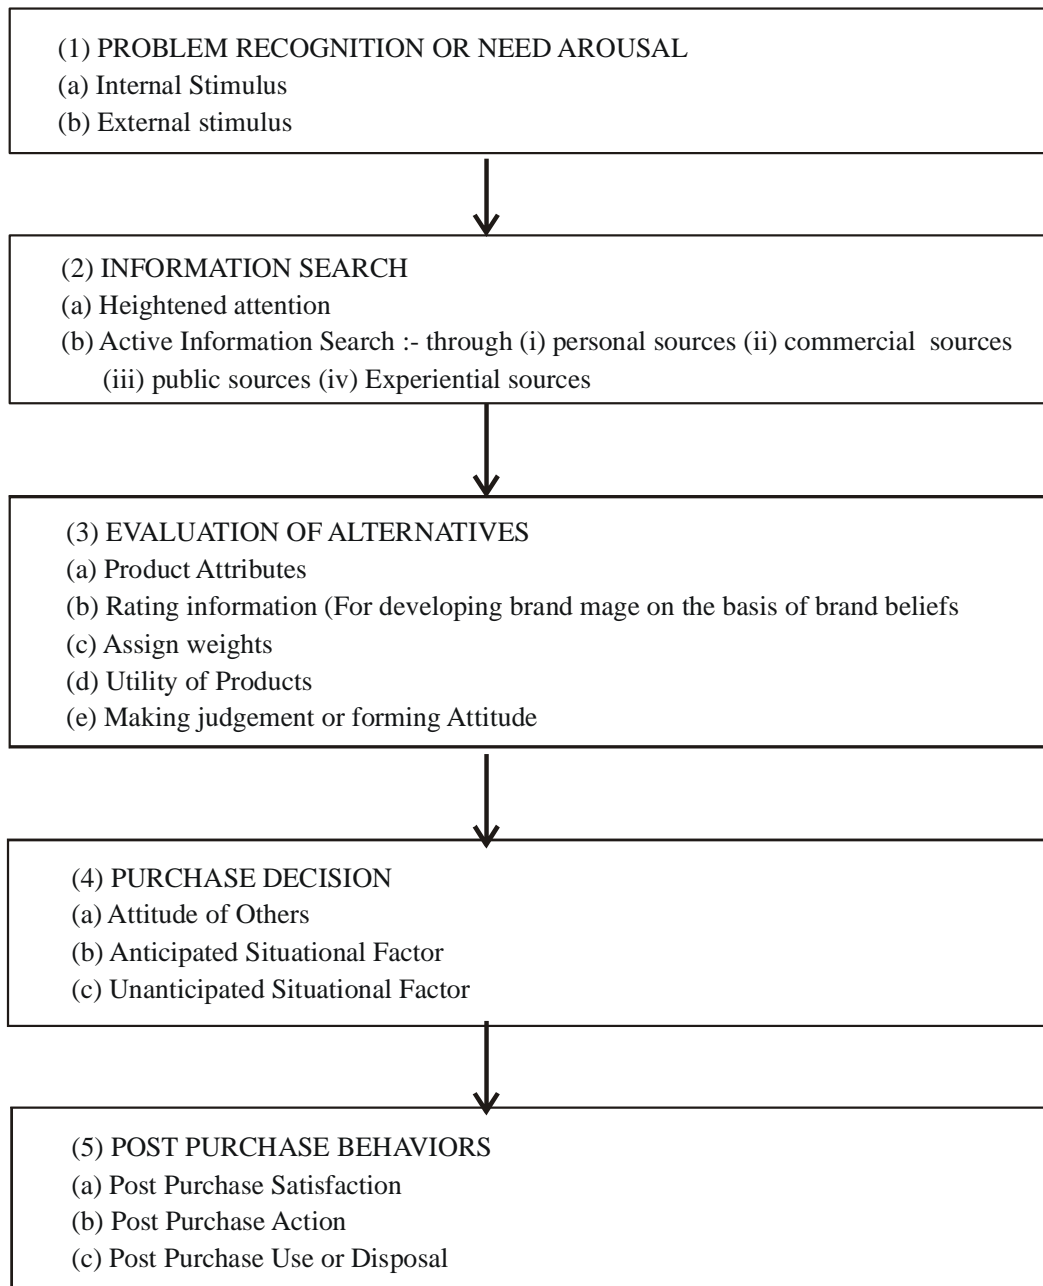 (1) PROBLEM RECOGNITION OR NEED AROUSAL
(a) Internal Stimulus
(b) External stimulus
(2) INFORMATION SEARCH
(a) Heightened attention
(b) Active Information Search :- through (i) personal sources (ii) commercial sources
(iii) public sources (iv) Experiential sources
(3) EVALUATION OF ALTERNATIVES
(a) Product Attributes
(b) Rating information (For developing brand mage on the basis of brand beliefs
(c) Assign weights
(d) Utility of Products
(e) Making judgement or forming Attitude
(4) PURCHASE DECISION
(a) Attitude of Others
(b) Anticipated Situational Factor
(c) Unanticipated Situational Factor
(5) POST PURCHASE BEHAVIORS
(a) Post Purchase Satisfaction
(b) Post Purchase Action
(c) Post Purchase Use or Disposal